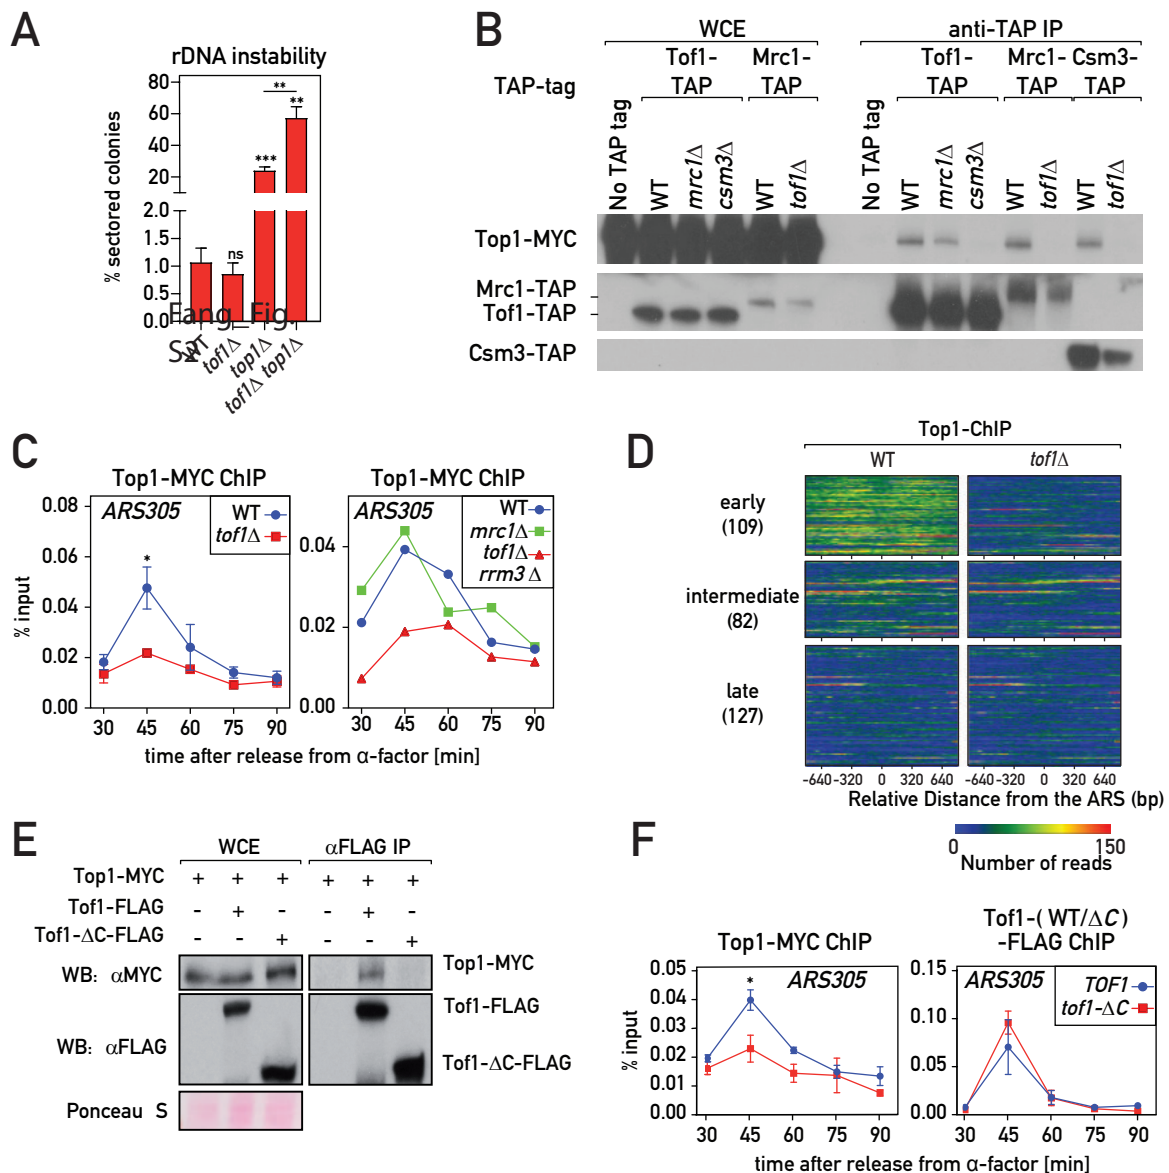 A
rDNA instability
% sectored colonies
80
60
40
20
2.0
1.5
1.0
0.5
0.0
**
**
***
ns
Fang_Fig.
S2
WT
tof1Δ
top1Δ
tof1Δ top1Δ
B
WCE
anti-TAP IP
TAP-tag
Tof1-
TAP
Mrc1-
TAP
Tof1-
TAP
Mrc1-
TAP
Csm3-
TAP
No TAP tag
WT
mrc1Δ
csm3Δ
WT
tof1Δ
No TAP tag
WT
mrc1Δ
csm3Δ
WT
tof1Δ
WT
tof1Δ
Top1-MYC
Mrc1-TAP
Tof1-TAP
Csm3-TAP
C
Top1-MYC ChIP
ARS305
WT
tof1Δ
*
% input
0.08
0.06
0.04
0.02
0.00
30 45 60 75 90
Top1-MYC ChIP
ARS305
WT
mrc1Δ
tof1Δ
rrm3 Δ
0.04
0.02
0.00
30 45 60 75 90
time after release from α-factor [min]
D
Top1-ChIP
WT
tof1Δ
early
(109)
intermediate
(82)
late
(127)
-640 -320 0 320 640
-640 -320 0 320 640
Relative Distance from the ARS (bp)
0 150
Number of reads
E
WCE
αFLAG IP
Top1-MYC + + + + + +
Tof1-FLAG - + - - + -
Tof1-ΔC-FLAG - - + - - +
WB: αMYC
Top1-MYC
WB: αFLAG
Tof1-FLAG
Tof1-ΔC-FLAG
Ponceau S
F
Top1-MYC ChIP
ARS305
*
% input
0.05
0.04
0.03
0.02
0.01
0.00
30 45 60 75 90
Tof1-(WT/ΔC)
-FLAG ChIP
ARS305
TOF1
tof1-ΔC
0.15
0.10
0.05
0.00
30 45 60 75 90
time after release from α-factor [min]